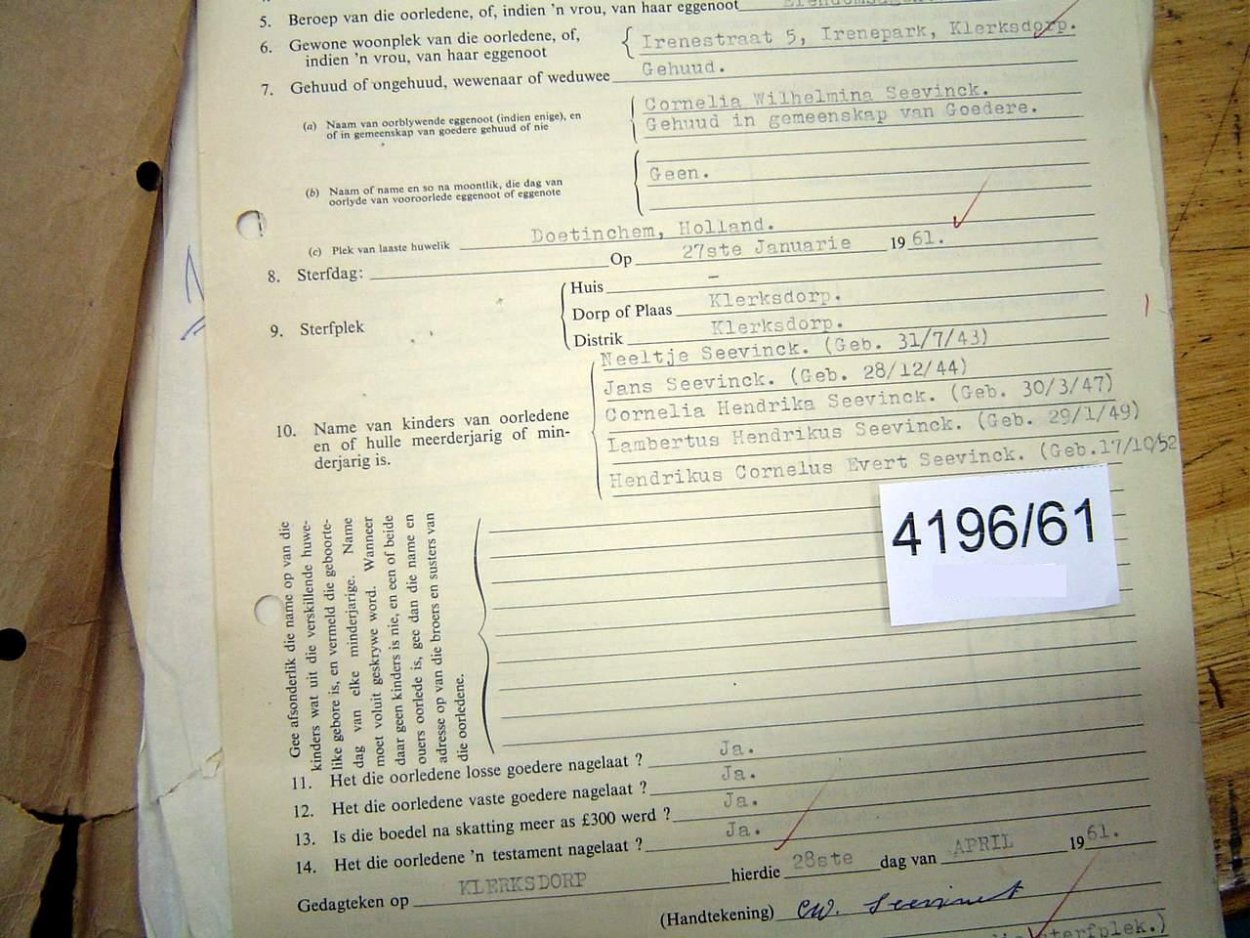 5. Beroep van die oorledene, of, indien 'n vrou, van haar eggenoot
6. Gewone woonplek van die oorledene, of, indien 'n vrou, van haar eggenoot
Irenestraat 5, Irenepark, Klerksdorp.
7. Gehuud of ongehuud, wewenaar of weduwee Gehuud.
(a) Naam van oorblywende eggenoot (indien enige), en of in gemeenskap van goedere gehuud of nie
Cornelia Wilhelmina Seevinck.
Gehuud in gemeenskap van Goedere.
(b) Naam of name en so na moontlik, die dag van oorlyde van vooroorlede eggenoot of eggenote
Geen.
(c) Plek van laaste huwelik Doetinchem, Holland.
8. Sterfdag: Op 27ste Januarie 19 61.
9. Sterfplek
Huis –
Dorp of Plaas Klerksdorp.
Distrik Klerksdorp.
10. Name van kinders van oorledene en of hulle meerderjarig of minderjarig is.
Neeltje Seevinck. (Geb. 31/7/43)
Jans Seevinck. (Geb. 28/12/44)
Cornelia Hendrika Seevinck. (Geb. 30/3/47)
Lambertus Hendrikus Seevinck. (Geb. 29/1/49)
Hendrikus Cornelus Evert Seevinck. (Geb.17/10/52
4196/61
Gee afsonderlik die name op van die
kinders wat uit die verskillende huwe-
like gebore is, en vermeld die geboorte-
dag van elke minderjarige. Name
moet voluit geskrywe word. Wanneer
daar geen kinders is nie, en een of beide
ouers oorlede is, gee dan die name en
adresse op van die broers en susters van
die oorledene.
11. Het die oorledene losse goedere nagelaat ? Ja.
12. Het die oorledene vaste goedere nagelaat ? Ja.
13. Is die boedel na skatting meer as £300 werd ? Ja.
14. Het die oorledene 'n testament nagelaat ? Ja.
Gedagteken op KLERKSDORP hierdie 28ste dag van APRIL 19 61.
(Handtekening) CW. Seevinck
sterfplek.)